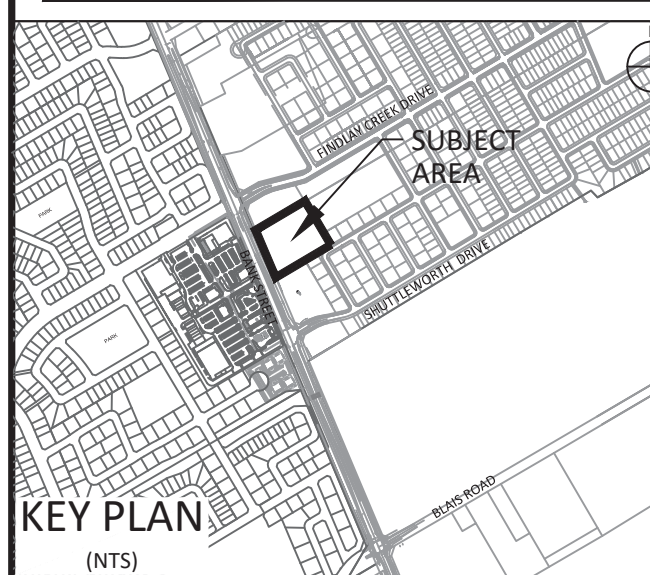 FINDLAY CREEK DRIVE
SUBJECT
AREA
PARK
BANK STREET
SHUTTLEWORTH DRIVE
PARK
BLAIS ROAD
KEY PLAN
(NTS)